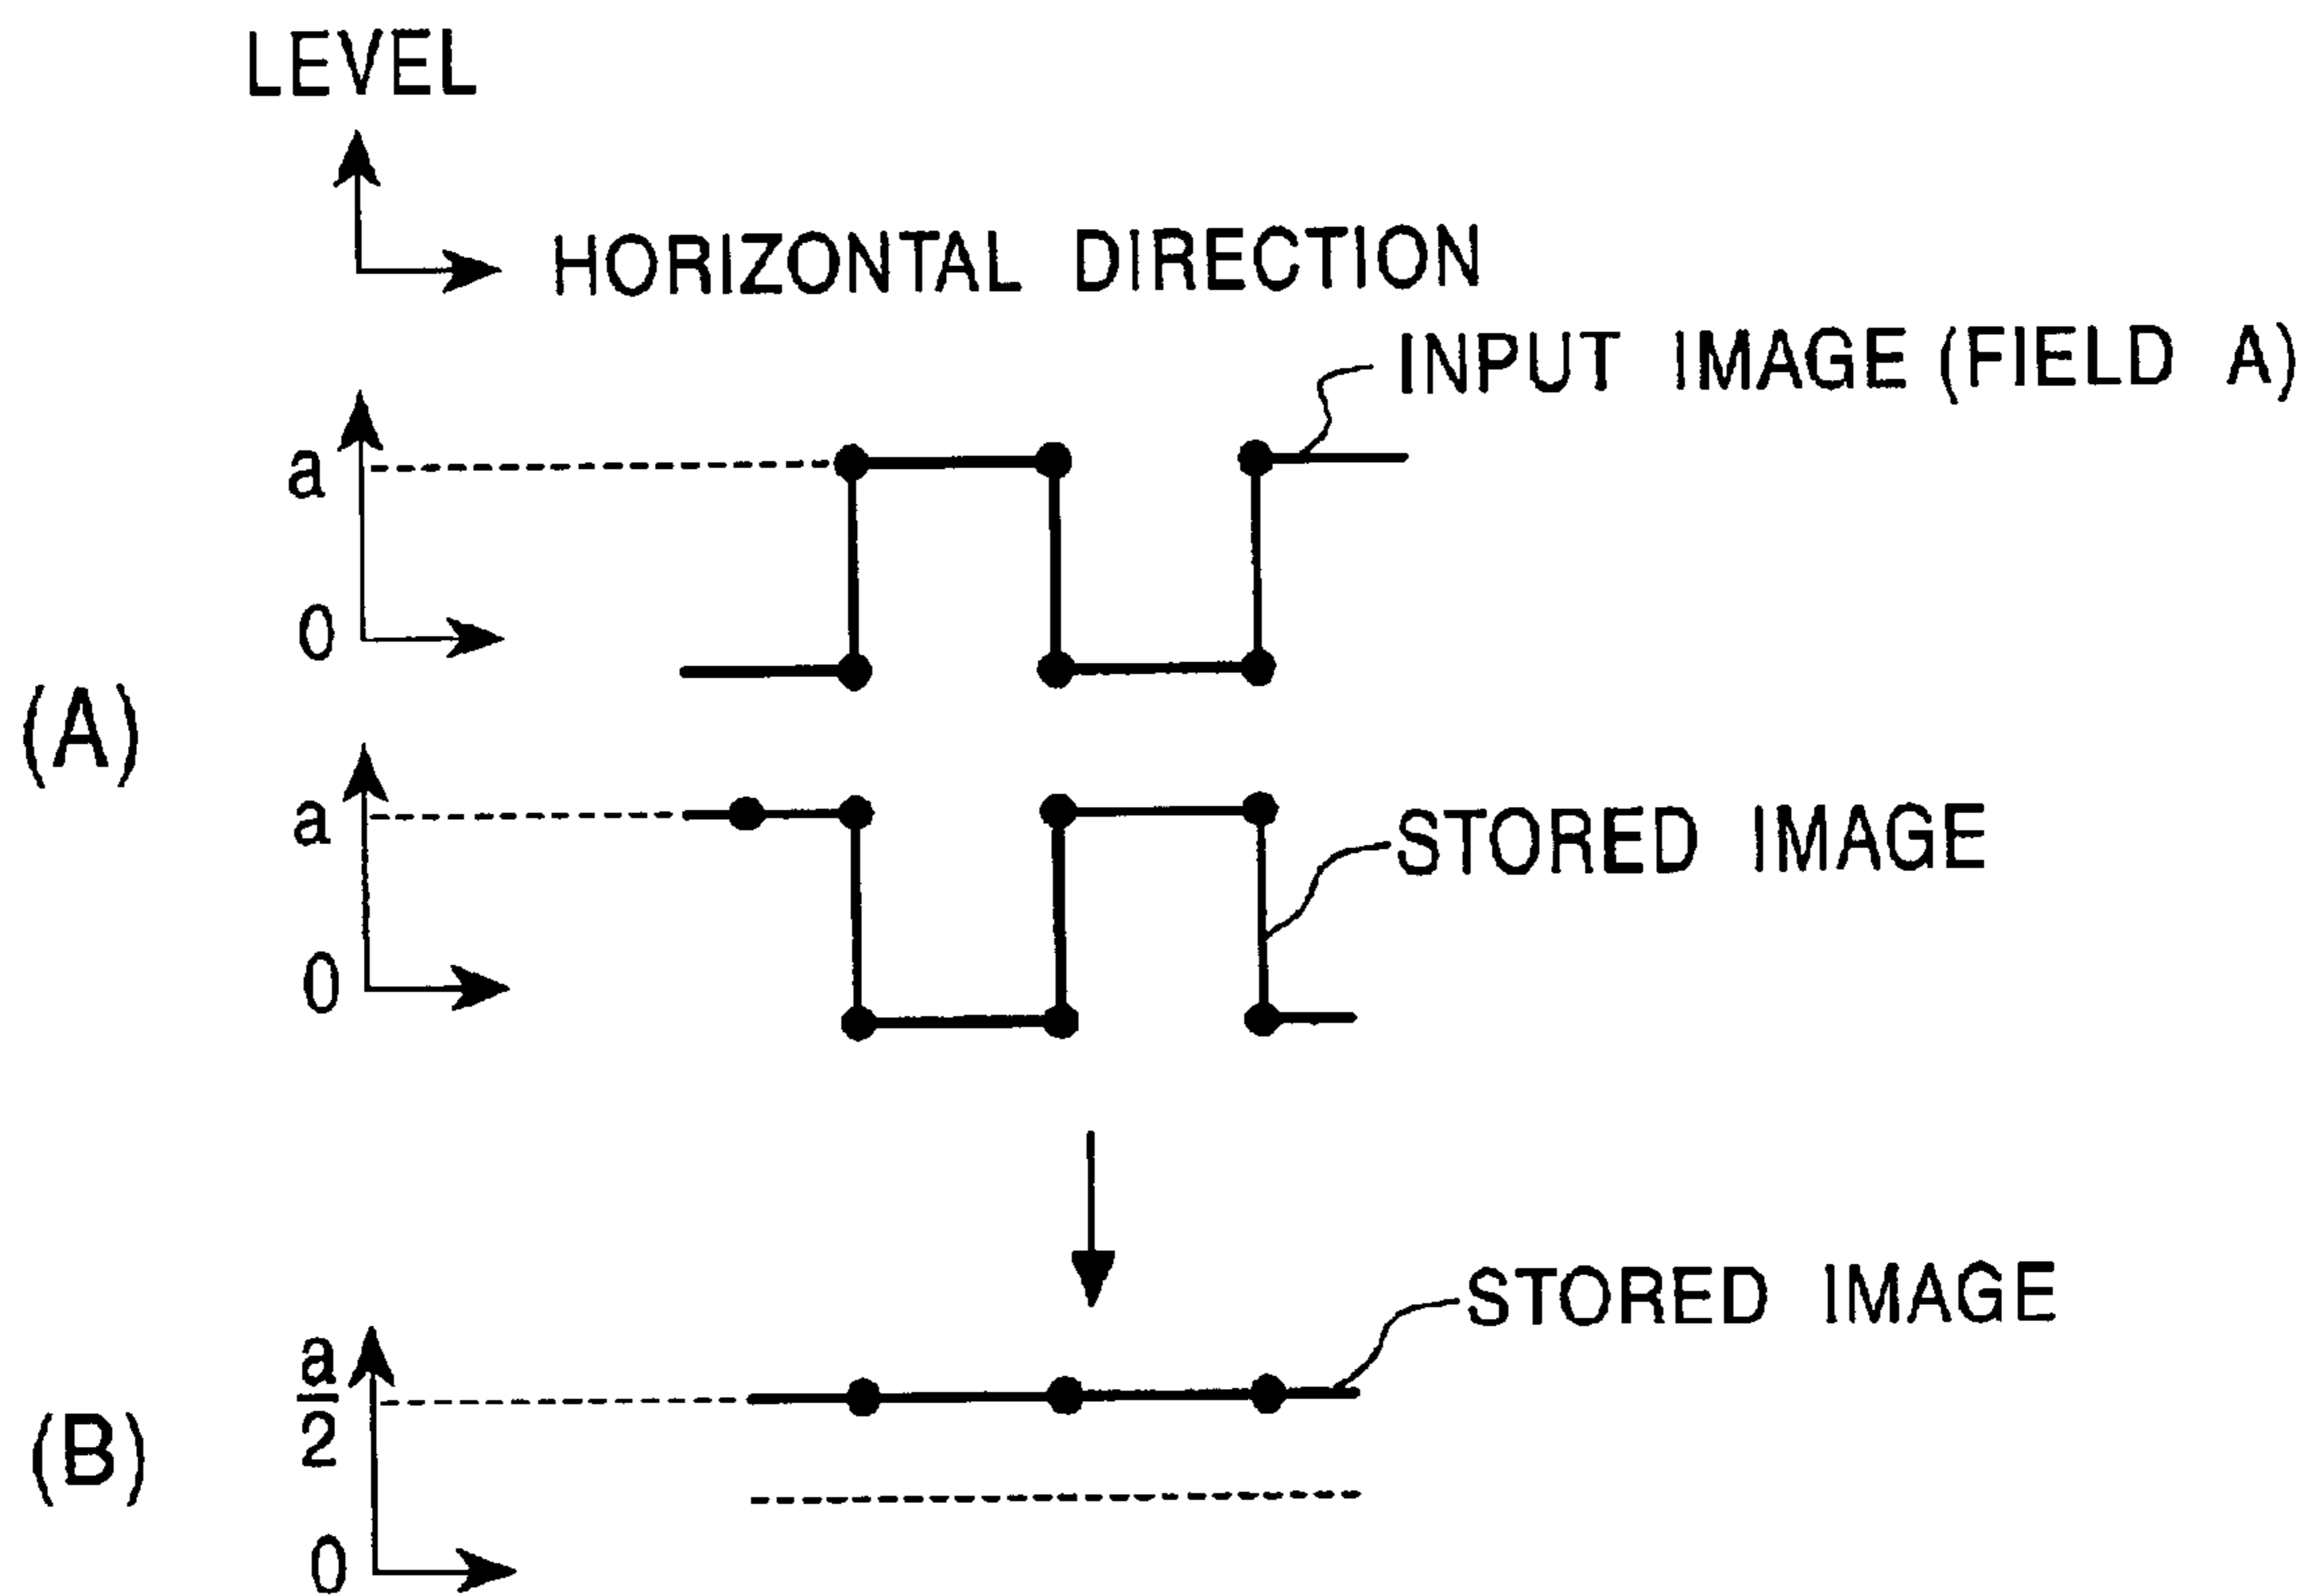 LEVEL
HORIZONTAL DIRECTION
INPUT IMAGE (FIELD A)
a
0
(A)
a
STORED IMAGE
0
STORED IMAGE
a
2
(B)
0